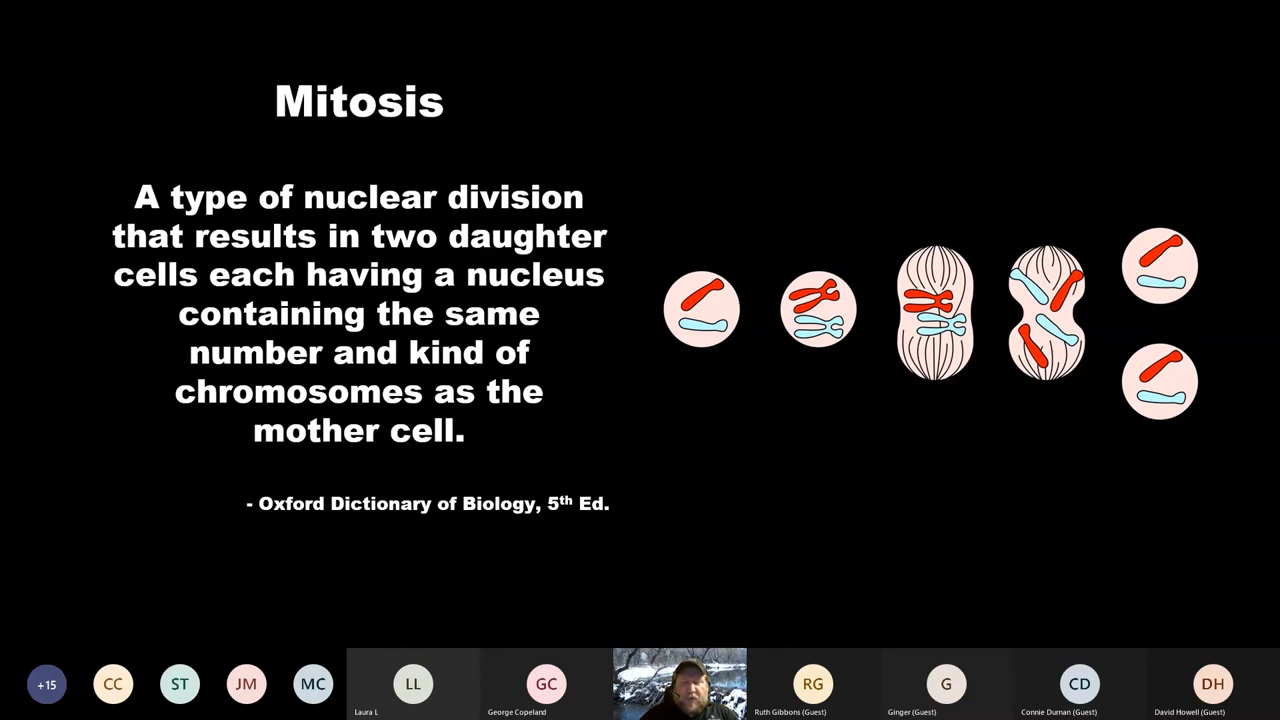 Mitosis
A type of nuclear division
that results in two daughter
cells each having a nucleus
containing the same
number and kind of
chromosomes as the
mother cell.
- Oxford Dictionary of Biology, 5th Ed.
+15
CC
ST
JM
MC
LL
GC
RG
G
CD
DH
Laura L
George Copeland
Ruth Gibbons (Guest)
Ginger (Guest)
Connie Durnan (Guest)
David Howell (Guest)